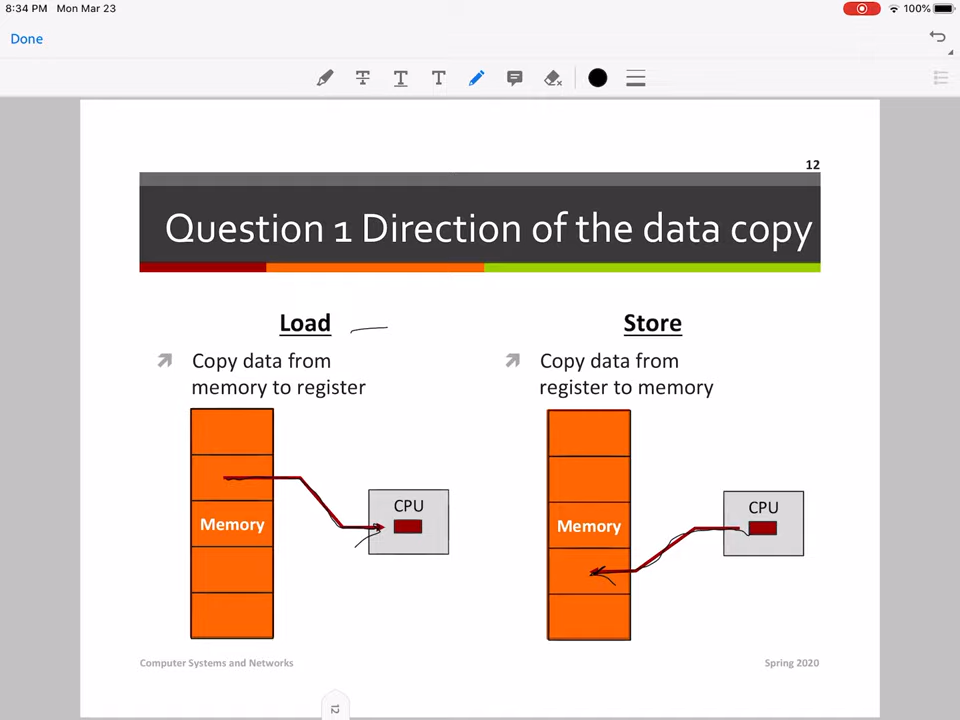 8:34 PM Mon Mar 23 100%
Done
T T T
12
Question 1 Direction of the data copy
Load
Copy data from
memory to register
Memory
CPU
Store
Copy data from
register to memory
Memory
CPU
Computer Systems and Networks
Spring 2020
12